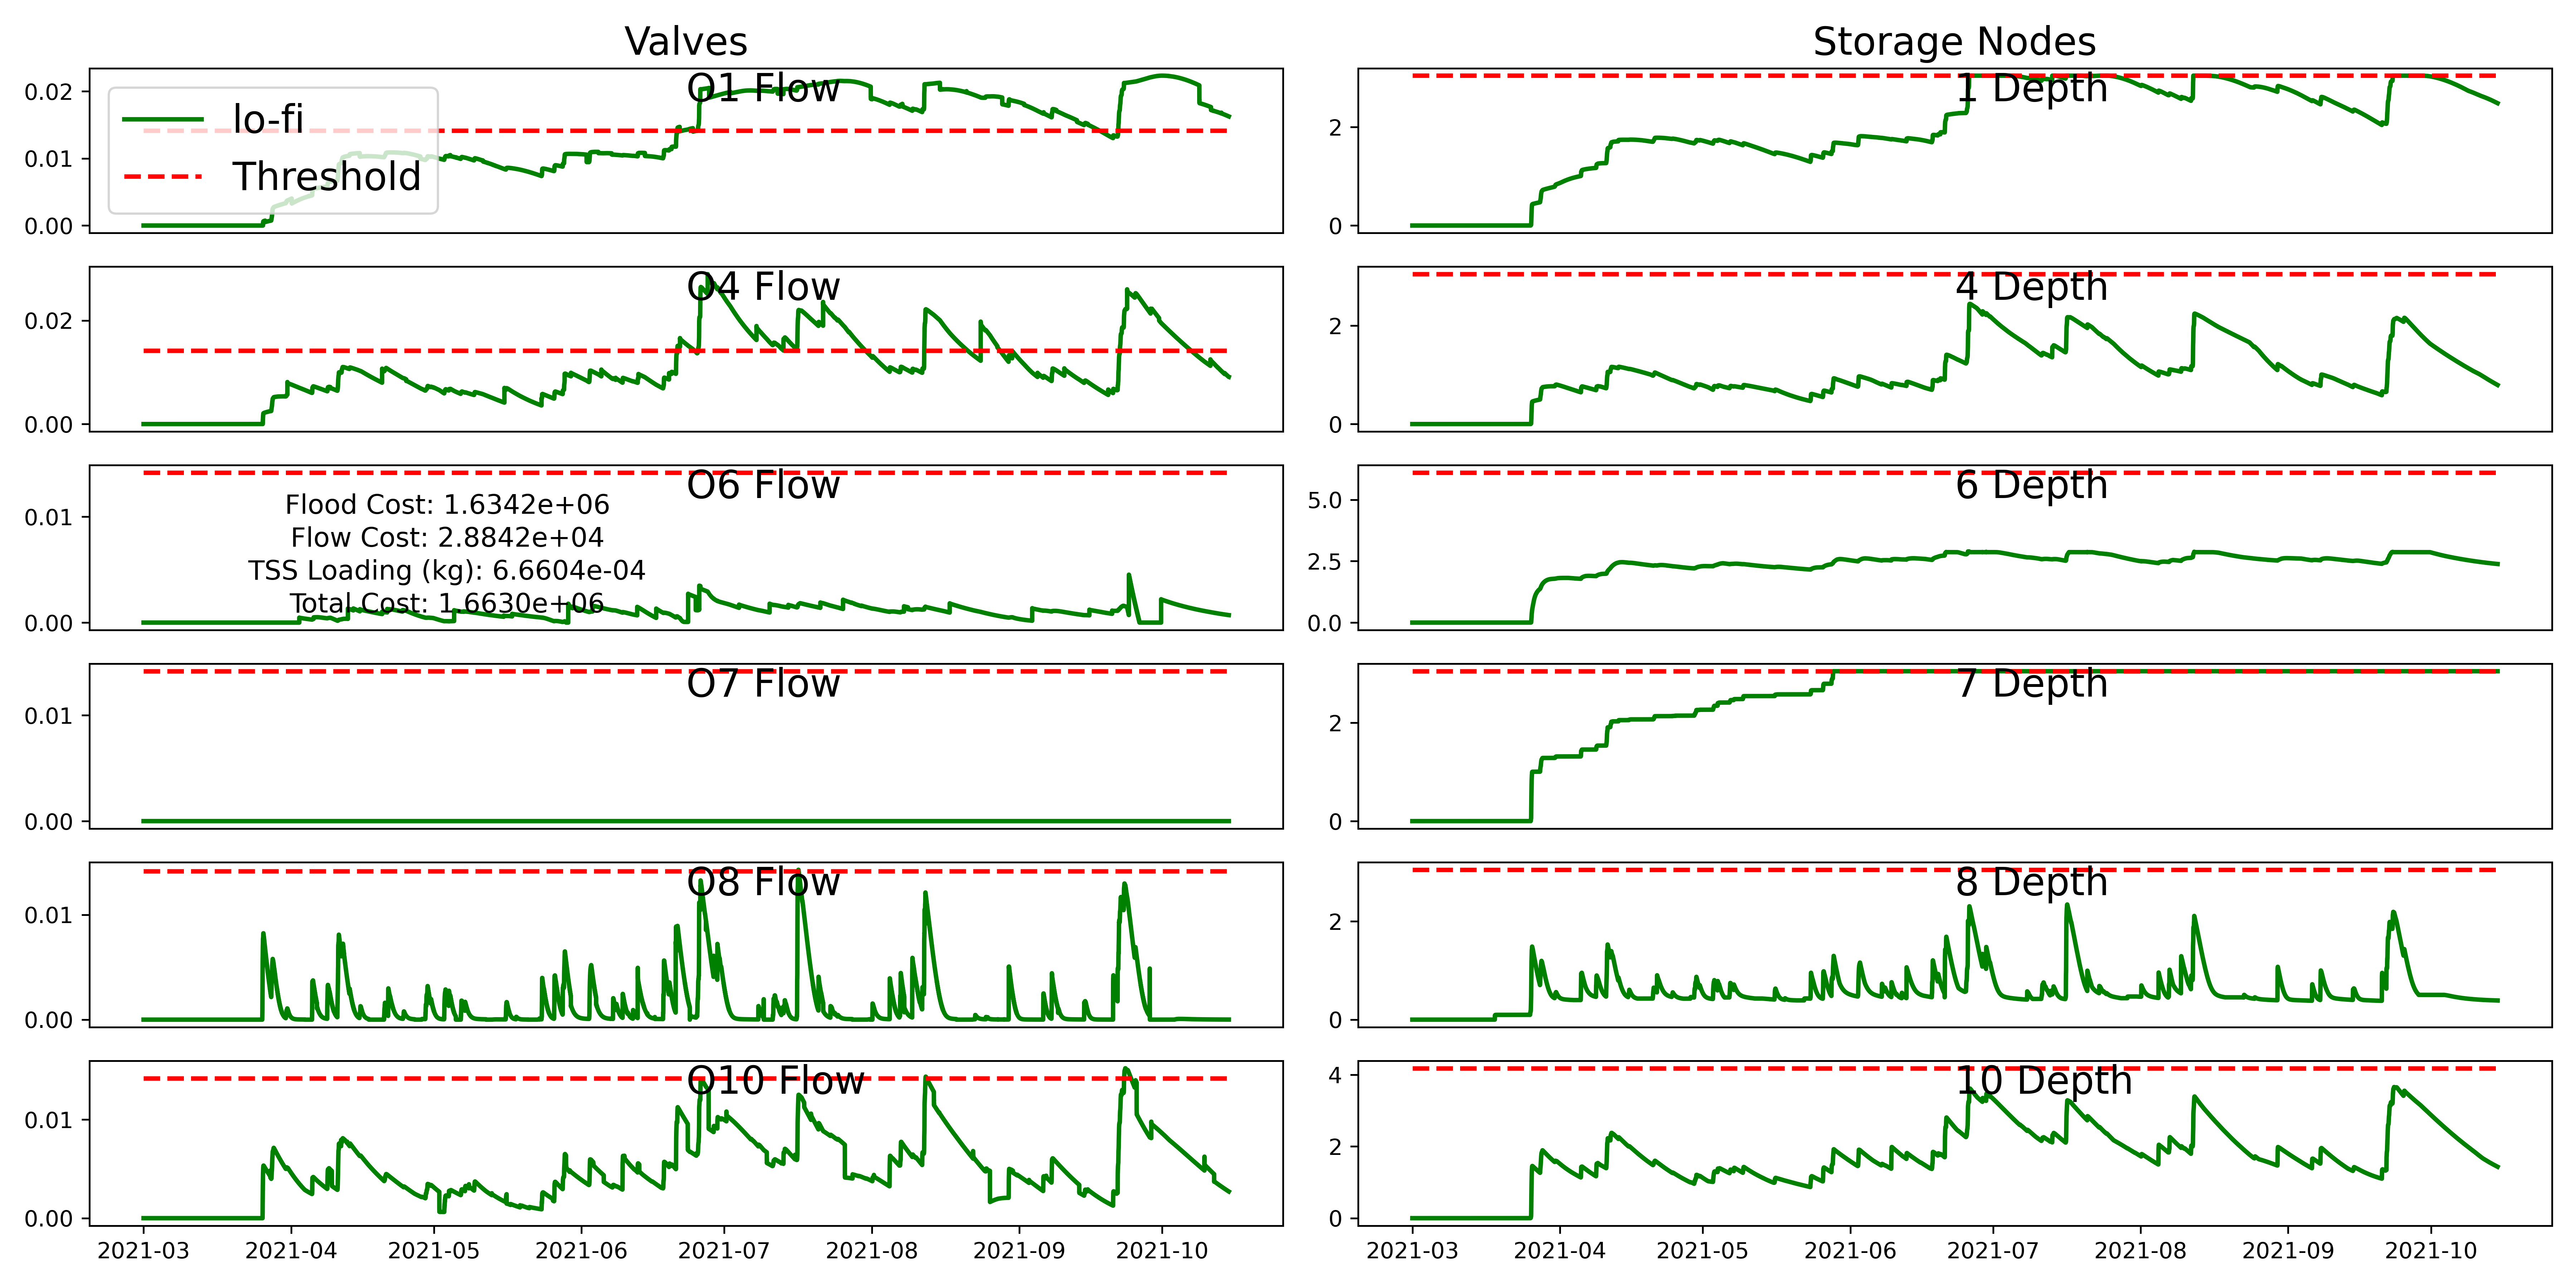 Valves
Storage Nodes
O1 Flow
lo-fi
Threshold
0.02
0.01
0.00
1 Depth
2
0
O4 Flow
0.02
0.00
4 Depth
2
0
O6 Flow
Flood Cost: 1.6342e+06
Flow Cost: 2.8842e+04
TSS Loading (kg): 6.6604e-04
Total Cost: 1.6630e+06
0.01
0.00
6 Depth
5.0
2.5
0.0
O7 Flow
0.01
0.00
7 Depth
2
0
O8 Flow
0.01
0.00
8 Depth
2
0
O10 Flow
0.01
0.00
10 Depth
4
2
0
2021-03 2021-04 2021-05 2021-06 2021-07 2021-08 2021-09 2021-10
2021-03 2021-04 2021-05 2021-06 2021-07 2021-08 2021-09 2021-10